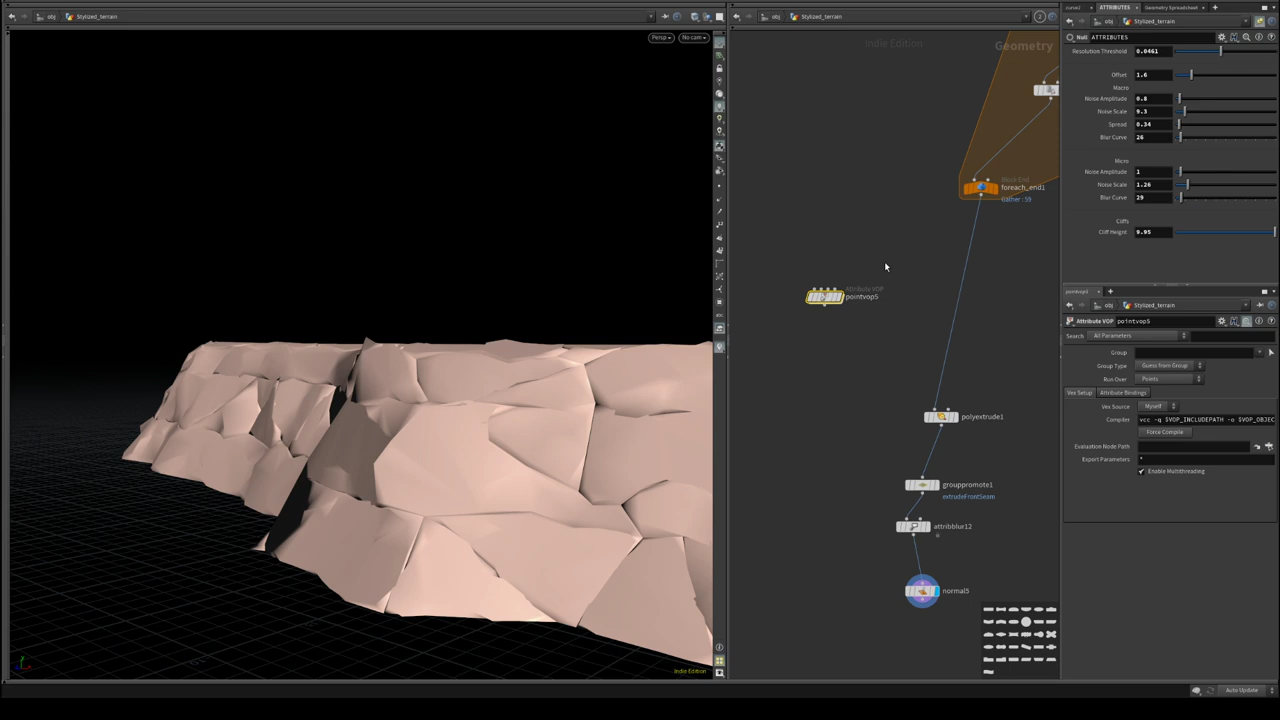 obj Stylized_terrain
Persp No cam
Indie Edition
obj Stylized_terrain
2
Indie Edition
Geometry
Block End
foreach_end1
Gather : 59
Attribute VOP
pointvop5
polyextrude1
grouppromote1
extrudeFrontSeam
attribblur12
normal5
curve1 ATTRIBUTES Geometry Spreadsheet
obj Stylized_terrain
Null ATTRIBUTES
Resolution Threshold 0.0461
Offset 1.6
Macro
Noise Amplitude 0.8
Noise Scale 9.3
Spread 0.34
Blur Curve 26
Micro
Noise Amplitude 1
Noise Scale 1.26
Blur Curve 29
Cliffs
Cliff Height 9.95
pointvop5
obj Stylized_terrain
Attribute VOP pointvop5
Search All Parameters
Group
Group Type Guess from Group
Run Over Points
Vex Setup Attribute Bindings
Vex Source Myself
Compiler vcc -q $VOP_INCLUDEPATH -o $VOP_OBJEC
Force Compile
Evaluation Node Path
Export Parameters *
Enable Multithreading
Auto Update